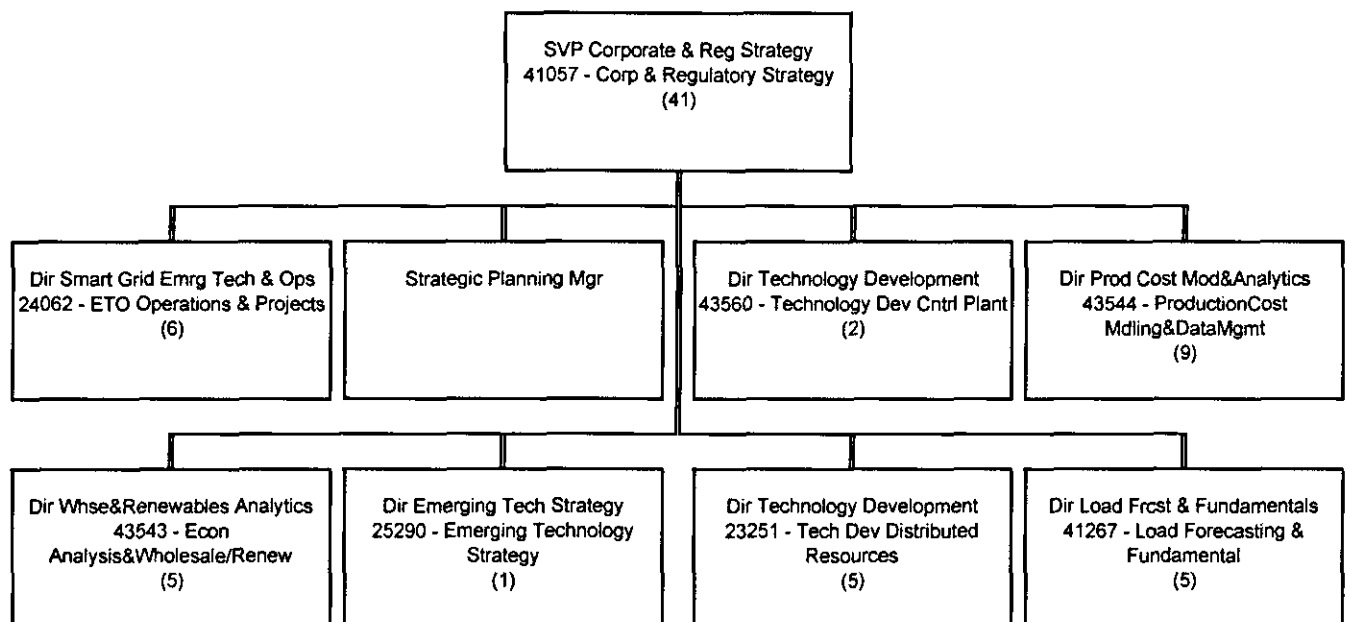 SVP Corporate & Reg Strategy
41057 - Corp & Regulatory Strategy
(41)
Dir Smart Grid Emrg Tech & Ops
24062 - ETO Operations & Projects
(6)
Strategic Planning Mgr
Dir Technology Development
43560 - Technology Dev Cntrl Plant
(2)
Dir Prod Cost Mod&Analytics
43544 - ProductionCost
Mdling&DataMgmt
(9)
Dir Whse&Renewables Analytics
43543 - Econ
Analysis&Wholesale/Renew
(5)
Dir Emerging Tech Strategy
25290 - Emerging Technology
Strategy
(1)
Dir Technology Development
23251 - Tech Dev Distributed
Resources
(5)
Dir Load Frcst & Fundamentals
41267 - Load Forecasting &
Fundamental
(5)